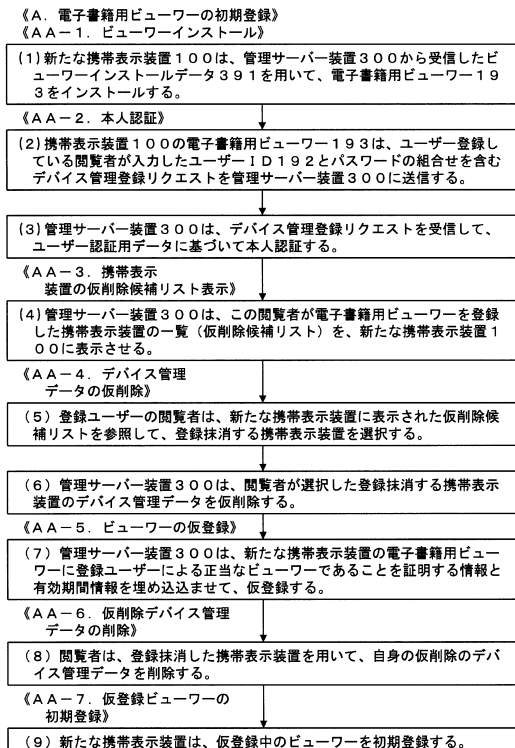 《A．電子書籍用ビューワーの初期登録》
《AA－1．ビューワーインストール》
(1)新たな携帯表示装置100は、管理サーバー装置300から受信したビ
ューワーインストールデータ391を用いて、電子書籍用ビューワー19
3をインストールする。
《AA－2．本人認証》
(2)携帯表示装置100の電子書籍用ビューワー193は、ユーザー登録し
ている閲覧者が入力したユーザーID192とパスワードの組合せを含む
デバイス管理登録リクエストを管理サーバー装置300に送信する。
(3)管理サーバー装置300は、デバイス管理登録リクエストを受信して、
ユーザー認証用データに基づいて本人認証する。
《AA－3．携帯表示
装置の仮削除候補リスト表示》
(4)管理サーバー装置300は、この閲覧者が電子書籍用ビューワーを登録
した携帯表示装置の一覧（仮削除候補リスト）を、新たな携帯表示装置1
00に表示させる。
《AA－4．デバイス管理
データの仮削除》
（5）登録ユーザーの閲覧者は、新たな携帯表示装置に表示された仮削除候
補リストを参照して、登録抹消する携帯表示装置を選択する。
（6）管理サーバー装置300は、閲覧者が選択した登録抹消する携帯表示
装置のデバイス管理データを仮削除する。
《AA－5．ビューワーの仮登録》
（7）管理サーバー装置300は、新たな携帯表示装置の電子書籍用ビュー
ワーに登録ユーザーによる正当なビューワーであることを証明する情報と
有効期間情報を埋め込込ませて、仮登録する。
《AA－6．仮削除デバイス管理
データの削除》
（8）閲覧者は、登録抹消した携帯表示装置を用いて、自身の仮削除のデバ
イス管理データを削除する。
《AA－7．仮登録ビューワーの
初期登録》
（9）新たな携帯表示装置は、仮登録中のビューワーを初期登録する。